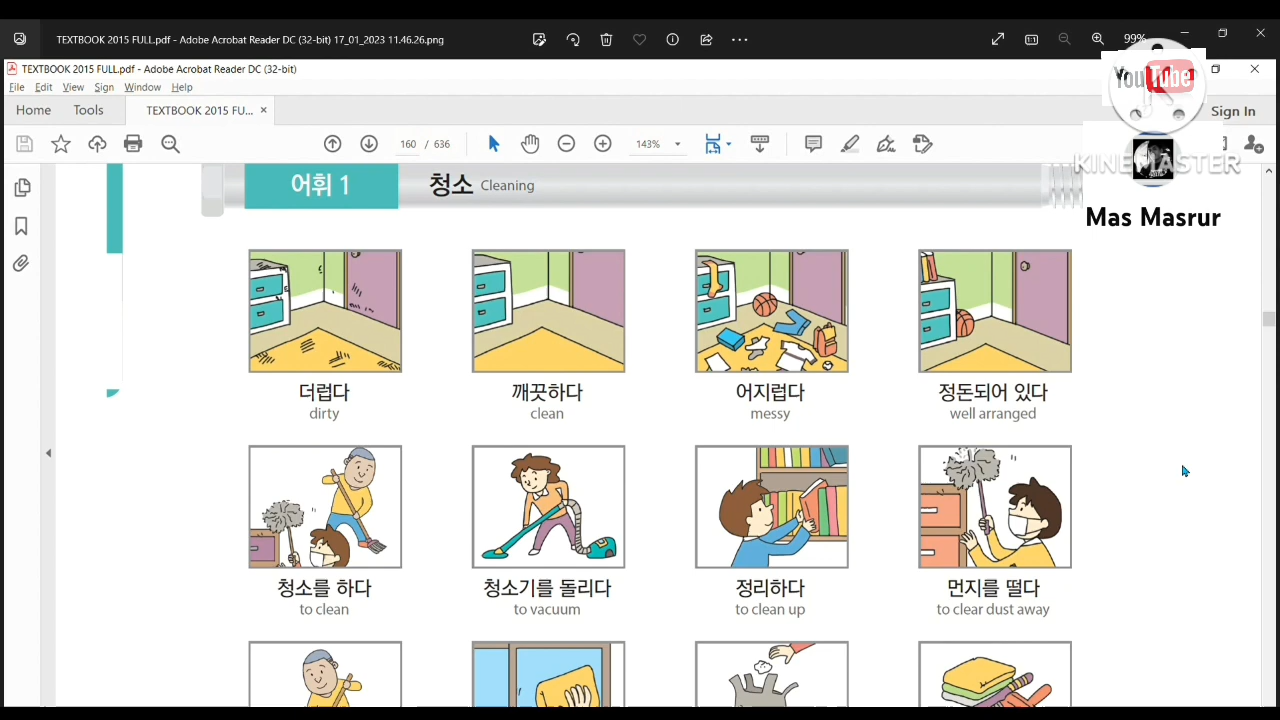 TEXTBOOK 2015 FULL.pdf - Adobe Acrobat Reader DC (32-bit) 17_01_2023 11.46.26.png
99%
TEXTBOOK 2015 FULL.pdf - Adobe Acrobat Reader DC (32-bit)
File Edit View Sign Window Help
YouTube
Home Tools TEXTBOOK 2015 FU... Sign In
160 / 636 143%
KINEMASTER
Mas Masrur
어휘 1 청소 Cleaning
더럽다 깨끗하다 어지럽다 정돈되어 있다
dirty clean messy well arranged
청소를 하다 청소기를 돌리다 정리하다 먼지를 떨다
to clean to vacuum to clean up to clear dust away